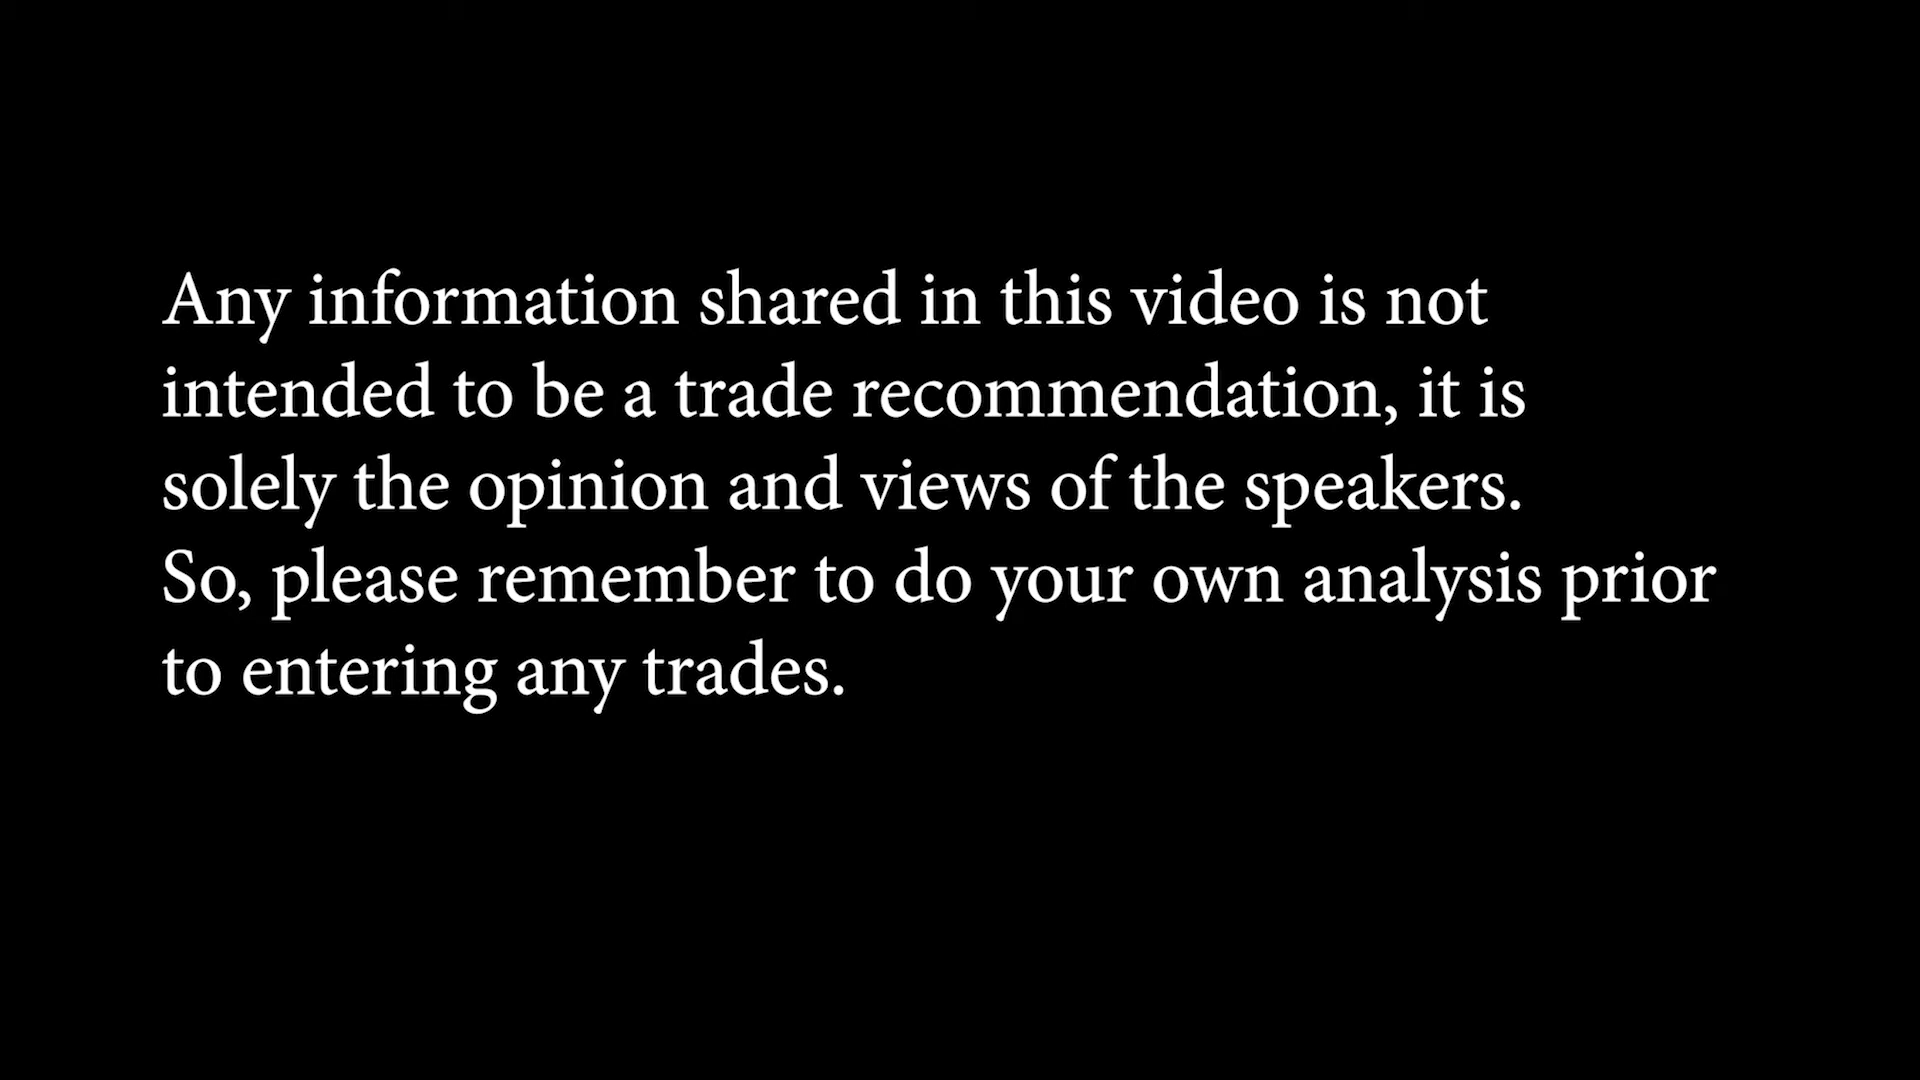 Any information shared in this video is not
intended to be a trade recommendation, it is
solely the opinion and views of the speakers.
So, please remember to do your own analysis prior
to entering any trades.